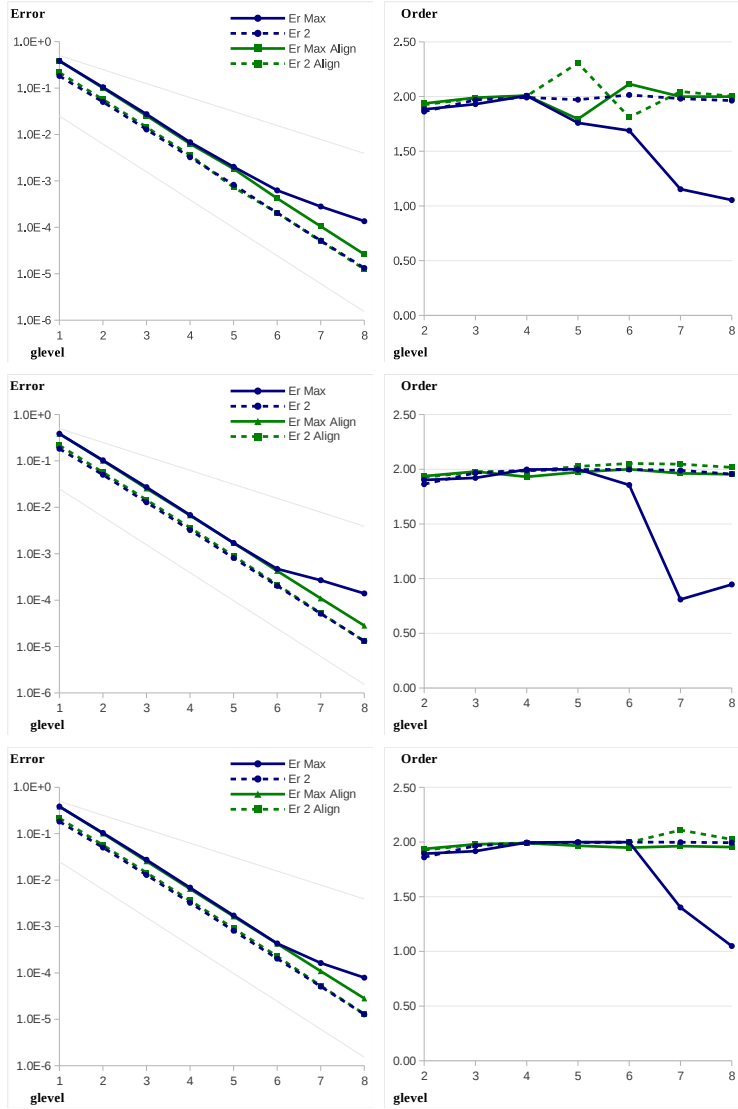 Error
Er Max
Er 2
Er Max Align
Er 2 Align
1.0E+0
1.0E-1
1.0E-2
1.0E-3
1.0E-4
1.0E-5
1.0E-6
1 2 3 4 5 6 7 8
glevel
Order
2.50
2.00
1.50
1.00
0.50
0.00
2 3 4 5 6 7 8
glevel
Error
Er Max
Er 2
Er Max Align
Er 2 Align
1.0E+0
1.0E-1
1.0E-2
1.0E-3
1.0E-4
1.0E-5
1.0E-6
1 2 3 4 5 6 7 8
glevel
Order
2.50
2.00
1.50
1.00
0.50
0.00
2 3 4 5 6 7 8
glevel
Error
Er Max
Er 2
Er Max Align
Er 2 Align
1.0E+0
1.0E-1
1.0E-2
1.0E-3
1.0E-4
1.0E-5
1.0E-6
1 2 3 4 5 6 7 8
glevel
Order
2.50
2.00
1.50
1.00
0.50
0.00
2 3 4 5 6 7 8
glevel